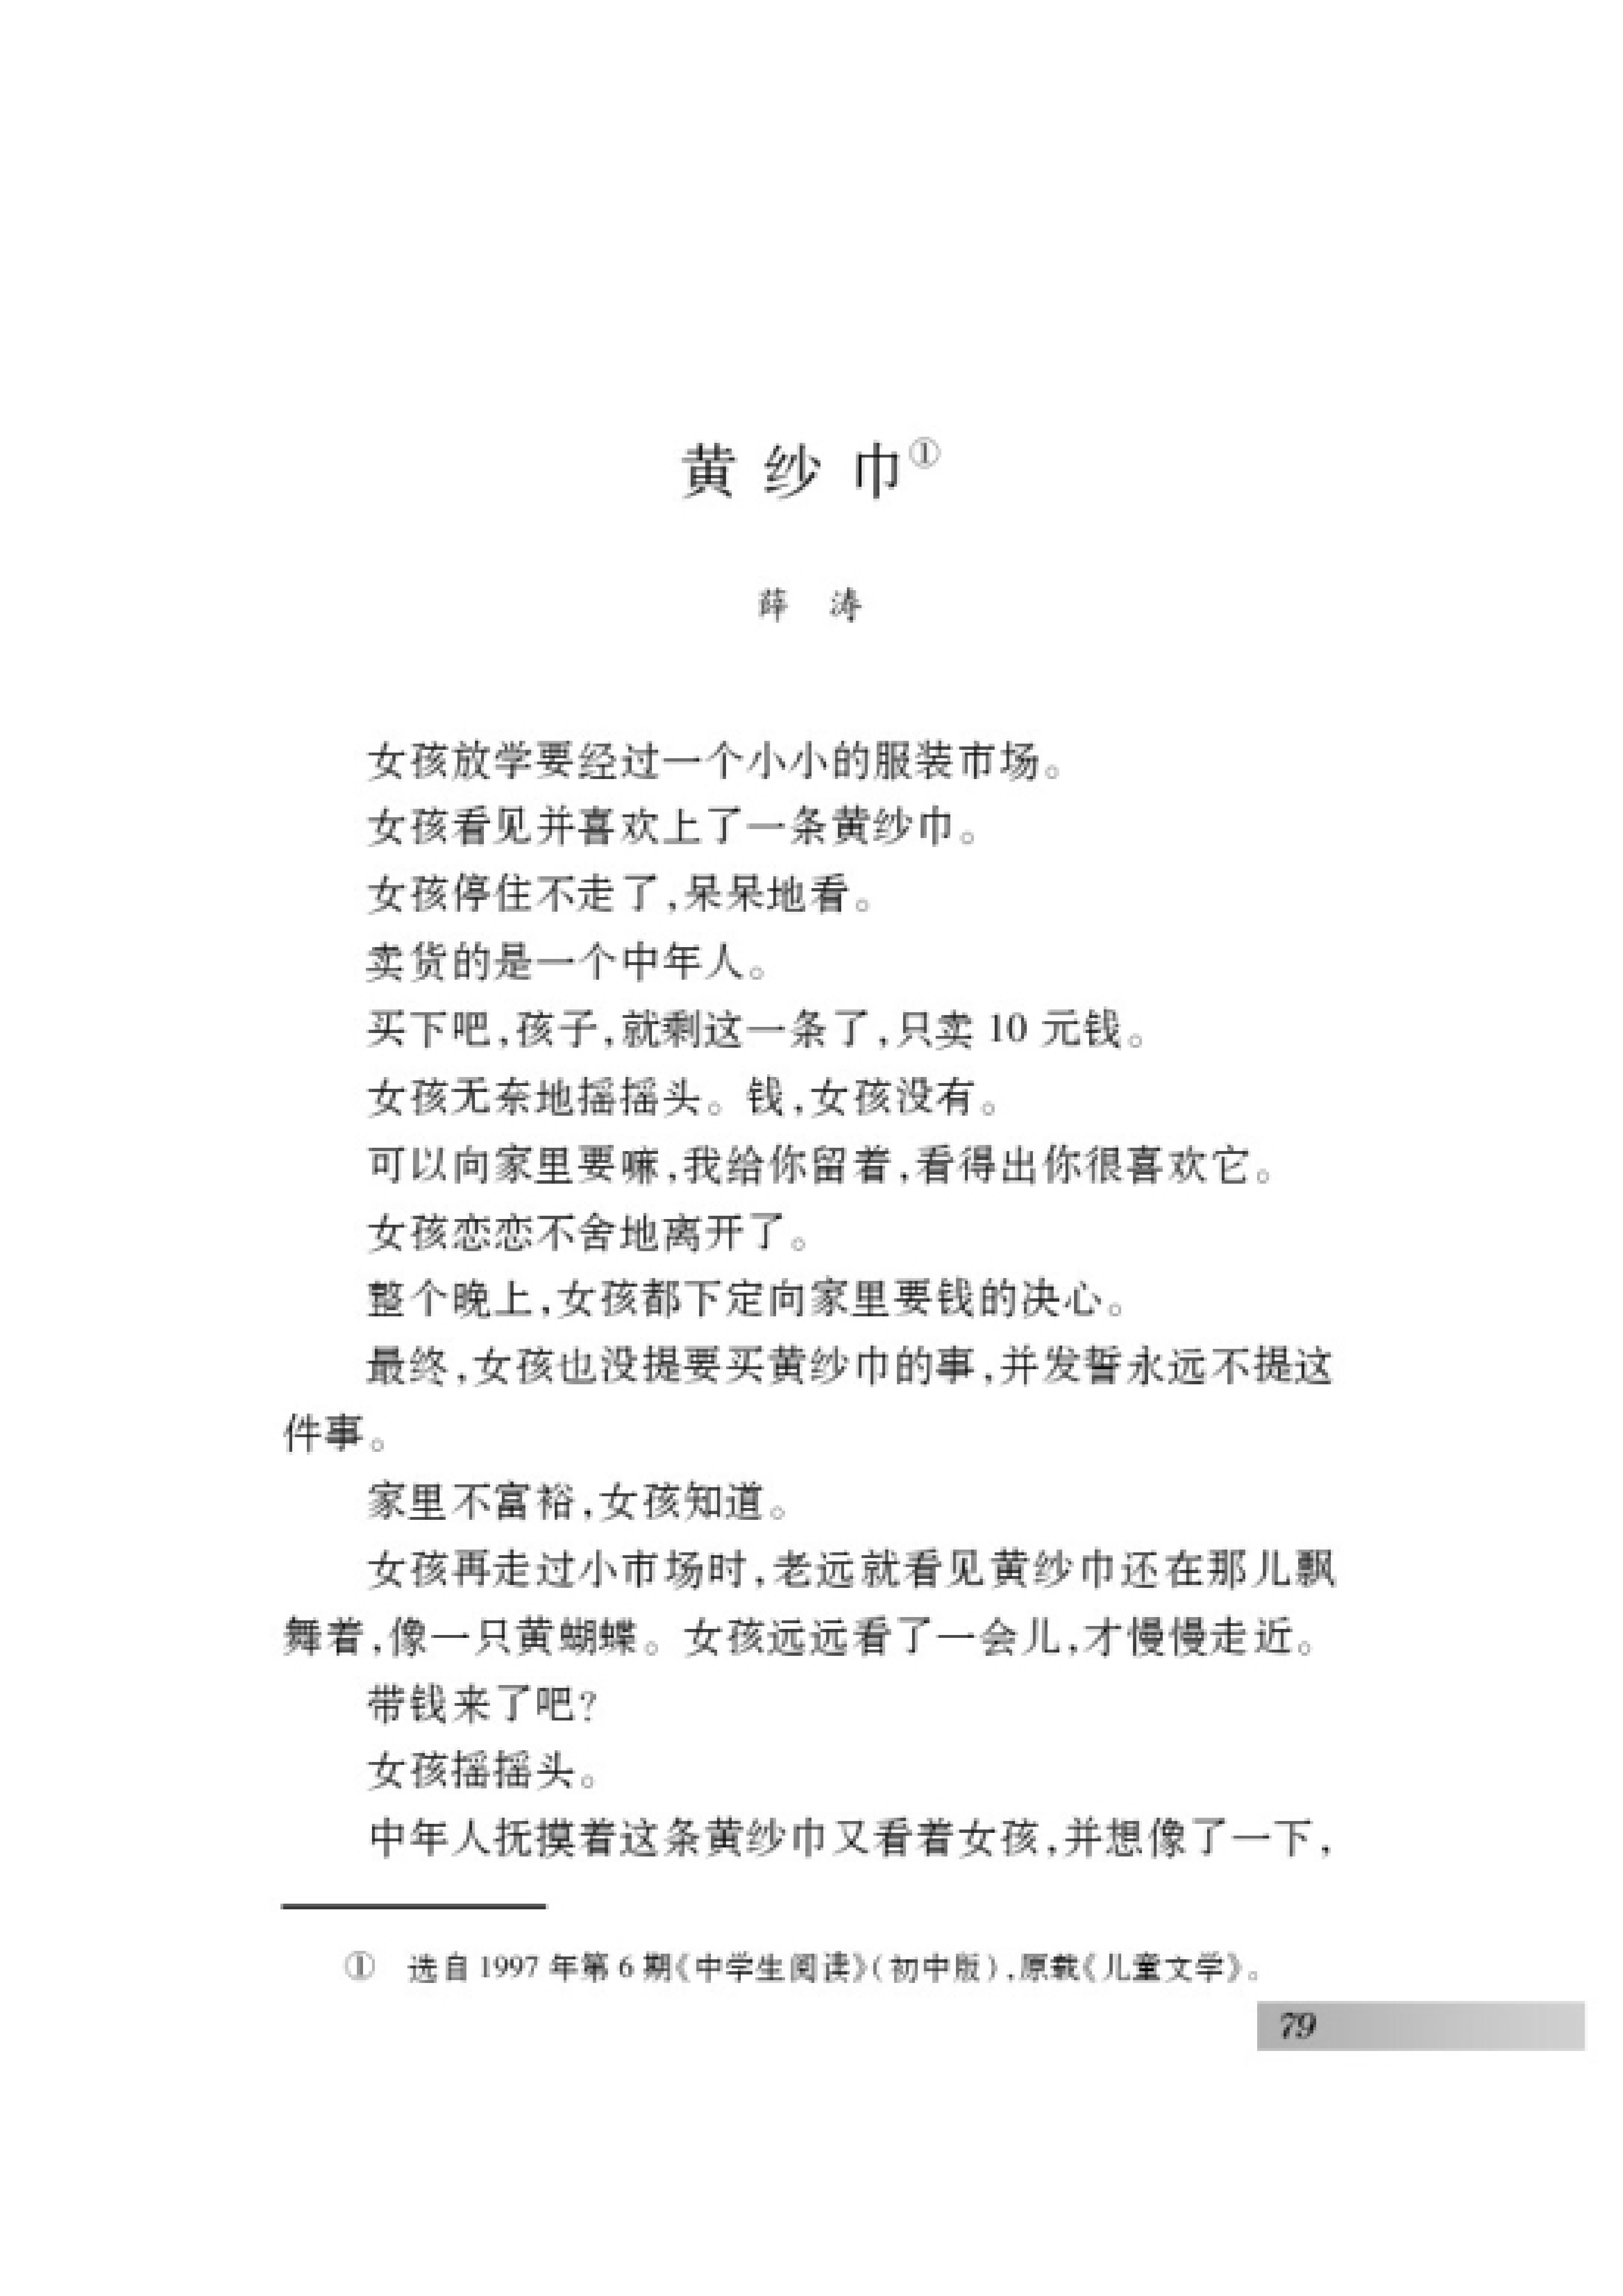 黄纱巾①
薛 涛
女孩放学要经过一个小小的服装市场。
女孩看见并喜欢上了一条黄纱巾。
女孩停住不走了,呆呆地看。
卖货的是一个中年人。
买下吧,孩子,就剩这一条了,只卖 10 元钱。
女孩无奈地摇摇头。钱,女孩没有。
可以向家里要嘛,我给你留着,看得出你很喜欢它。
女孩恋恋不舍地离开了。
整个晚上,女孩都下定向家里要钱的决心。
最终,女孩也没提要买黄纱巾的事,并发誓永远不提这
件事。
家里不富裕,女孩知道。
女孩再走过小市场时,老远就看见黄纱巾还在那儿飘
舞着,像一只黄蝴蝶。女孩远远看了一会儿,才慢慢走近。
带钱来了吧?
女孩摇摇头。
中年人抚摸着这条黄纱巾又看着女孩,并想像了一下,
① 选自 1997 年第 6 期《中学生阅读》(初中版),原载《儿童文学》。
79